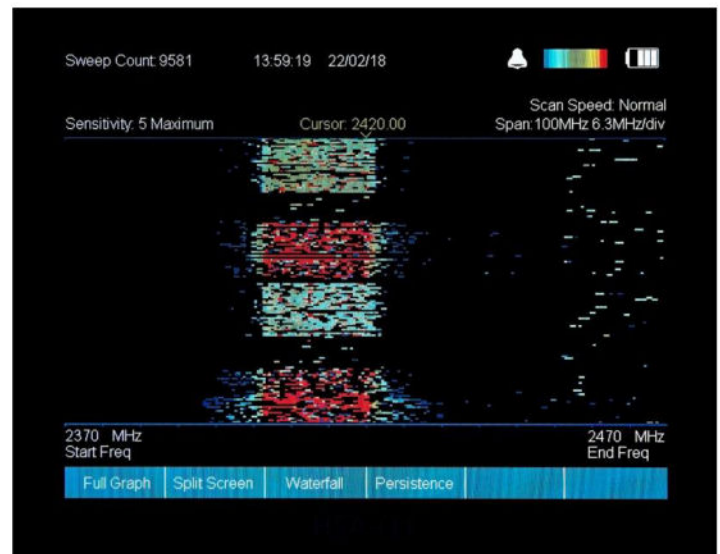 Sweep Count: 9581 13:59:19 22/02/18
Scan Speed: Normal
Sensitivity: 5 Maximum Cursor: 2420.00 Span:100MHz 6.3MHz/div
2370 MHz 2470 MHz
Start Freq End Freq
Full Graph Split Screen Waterfall Persistence